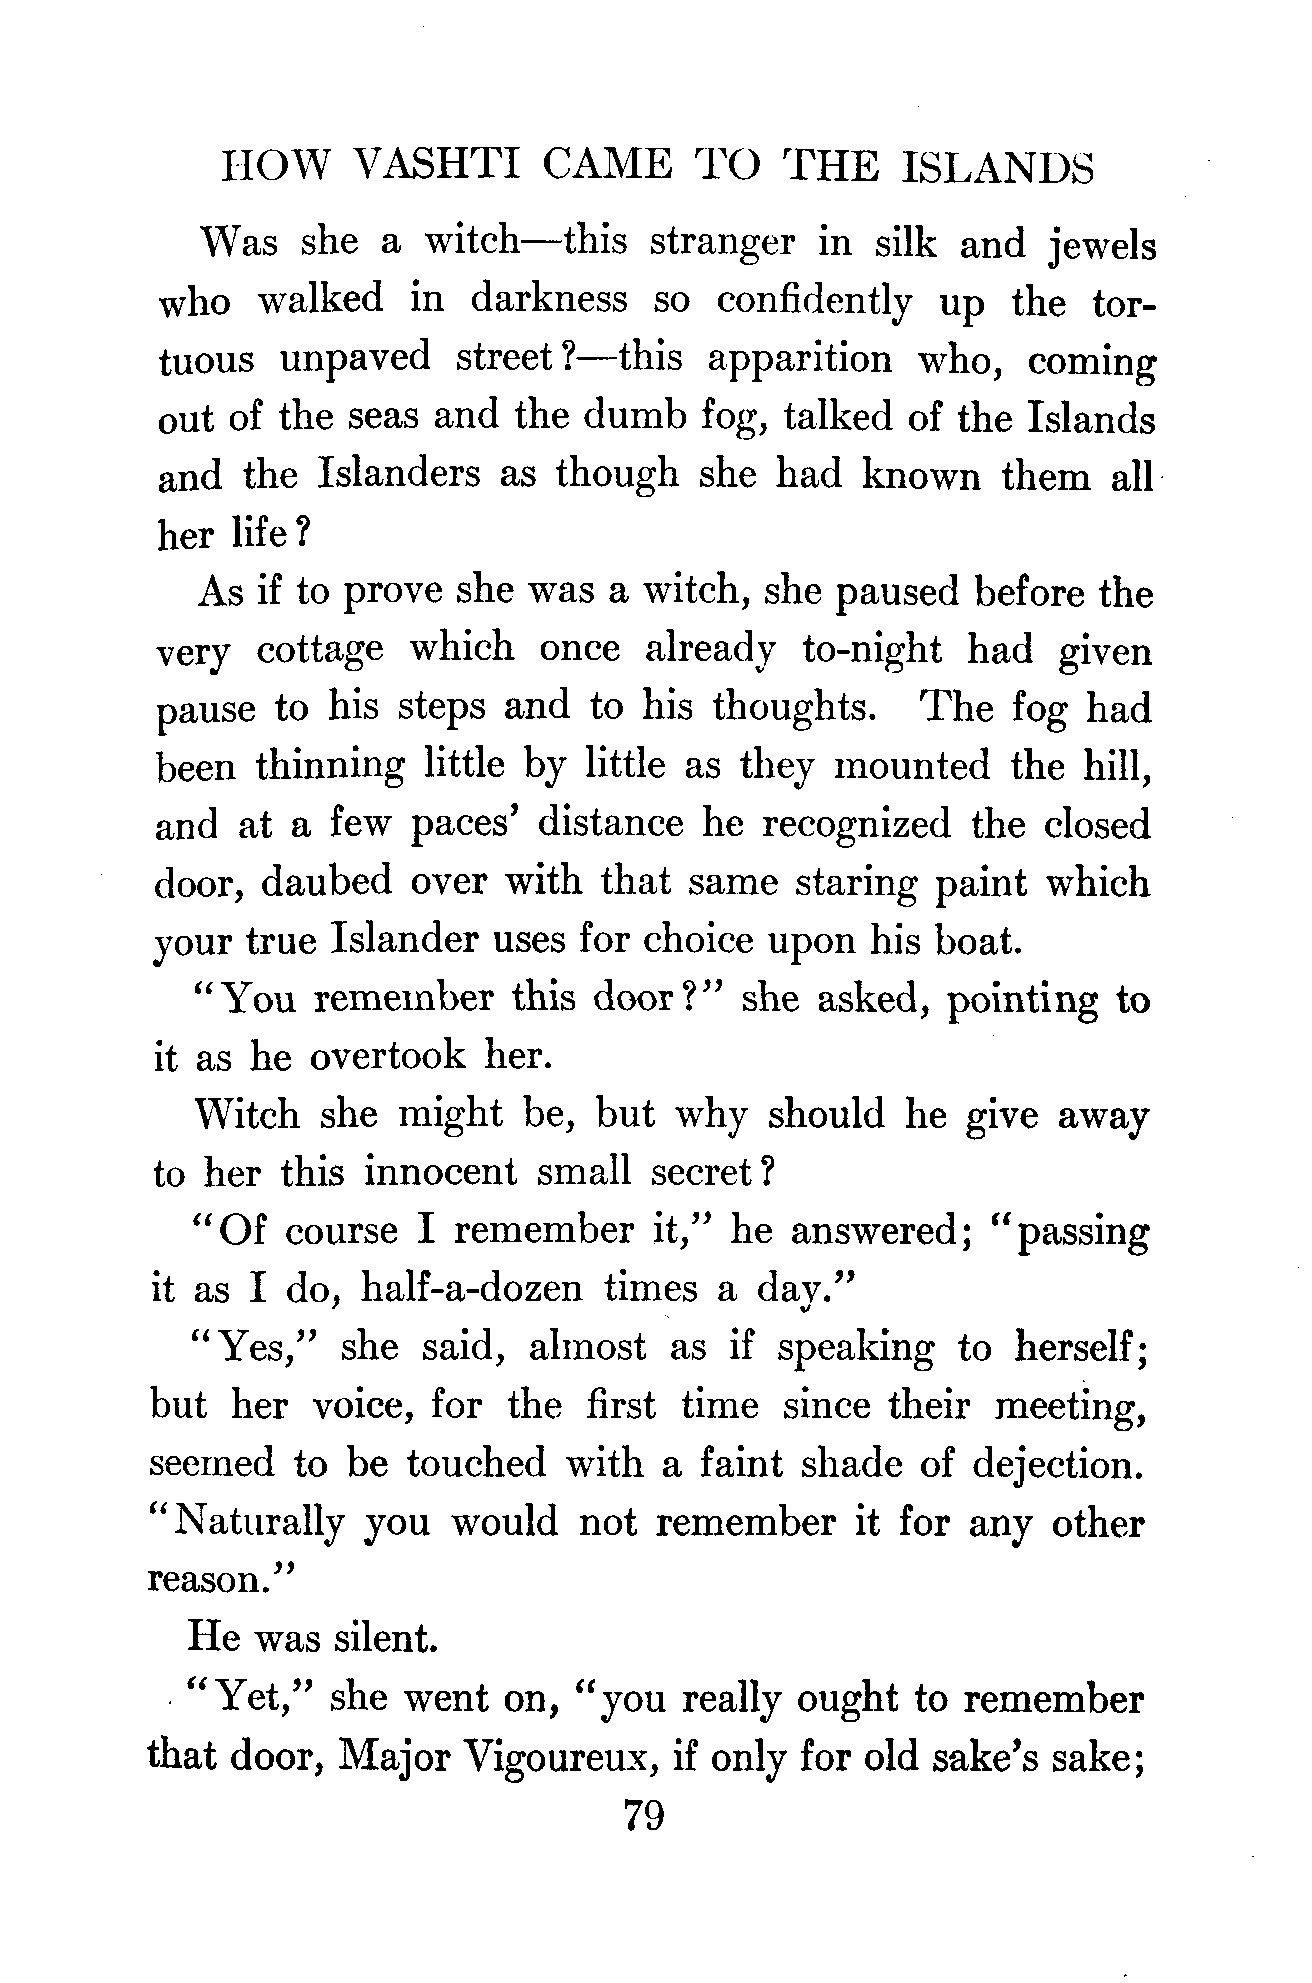 HOW VASHTI CAME TO THE ISLANDS
Was she a witch—this stranger in silk and jewels
who walked in darkness so confidently up the tor-
tuous unpaved street?—this apparition who, coming
out of the seas and the dumb fog, talked of the Islands
and the Islanders as though she had known them all
her life?
As if to prove she was a witch, she paused before the
very cottage which once already to-night had given
pause to his steps and to his thoughts. The fog had
been thinning little by little as they mounted the hill,
and at a few paces' distance he recognized the closed
door, daubed over with that same staring paint which
your true Islander uses for choice upon his boat.
"You remember this door?" she asked, pointing to
it as he overtook her.
Witch she might be, but why should he give away
to her this innocent small secret?
"Of course I remember it," he answered; "passing
it as I do, half-a-dozen times a day."
"Yes," she said, almost as if speaking to herself;
but her voice, for the first time since their meeting,
seemed to be touched with a faint shade of dejection.
"Naturally you would not remember it for any other
reason."
He was silent.
"Yet," she went on, "you really ought to remember
that door, Major Vigoureux, if only for old sake's sake;
79